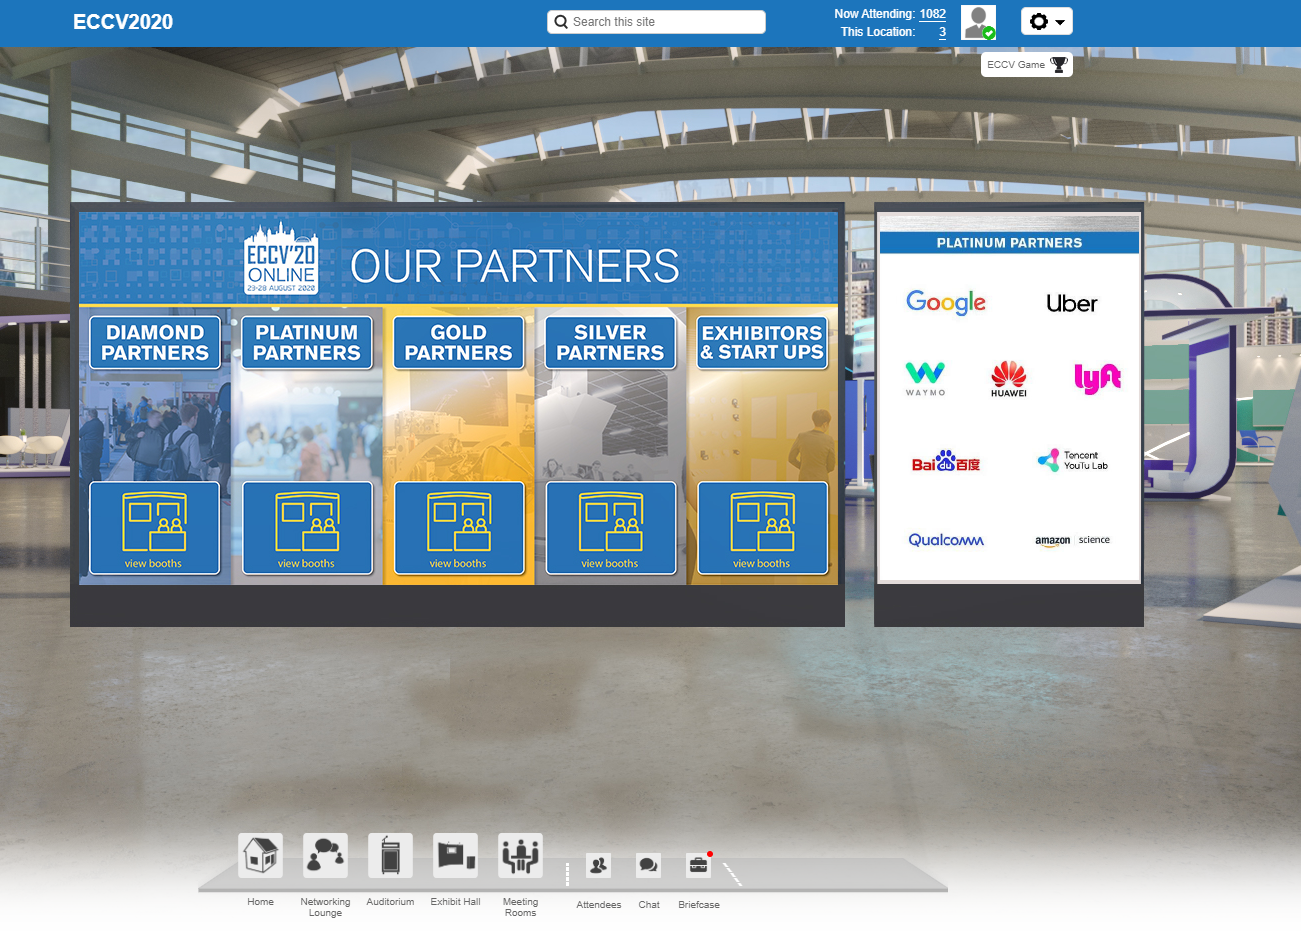 ECCV2020
Search this site
Now Attending: 1082
This Location: 3
ECCV Game
ECCV'20
ONLINE
23-28 AUGUST 2020
OUR PARTNERS
DIAMOND
PARTNERS
PLATINUM
PARTNERS
GOLD
PARTNERS
SILVER
PARTNERS
EXHIBITORS
& START UPS
view booths
view booths
view booths
view booths
view booths
PLATINUM PARTNERS
Google
Uber
WAYMO
HUAWEI
lyft
Bai du 百度
Tencent
YouTu Lab
Qualcomm
amazon | science
Home
Networking
Lounge
Auditorium
Exhibit Hall
Meeting
Rooms
Attendees
Chat
Briefcase